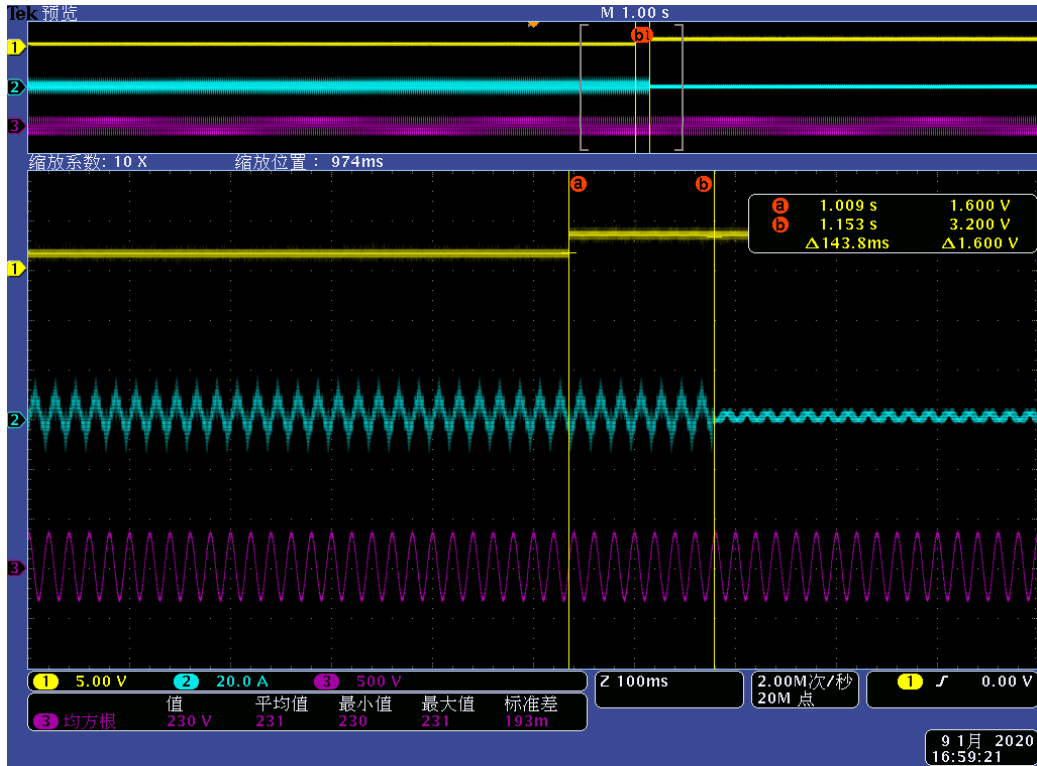 Tek 预览 M 1.00 s
1
b1
2
3
缩放系数: 10 X 缩放位置： 974ms
a b
a 1.009 s 1.600 V
b 1.153 s 3.200 V
Δ143.8ms Δ1.600 V
1
2
3
1 5.00 V 2 20.0 A 3 500 V Z 100ms 2.00M次/秒 1 0.00 V
20M 点
值 平均值 最小值 最大值 标准差
3 均方根 230 V 231 230 231 193m
9 1月 2020
16:59:21